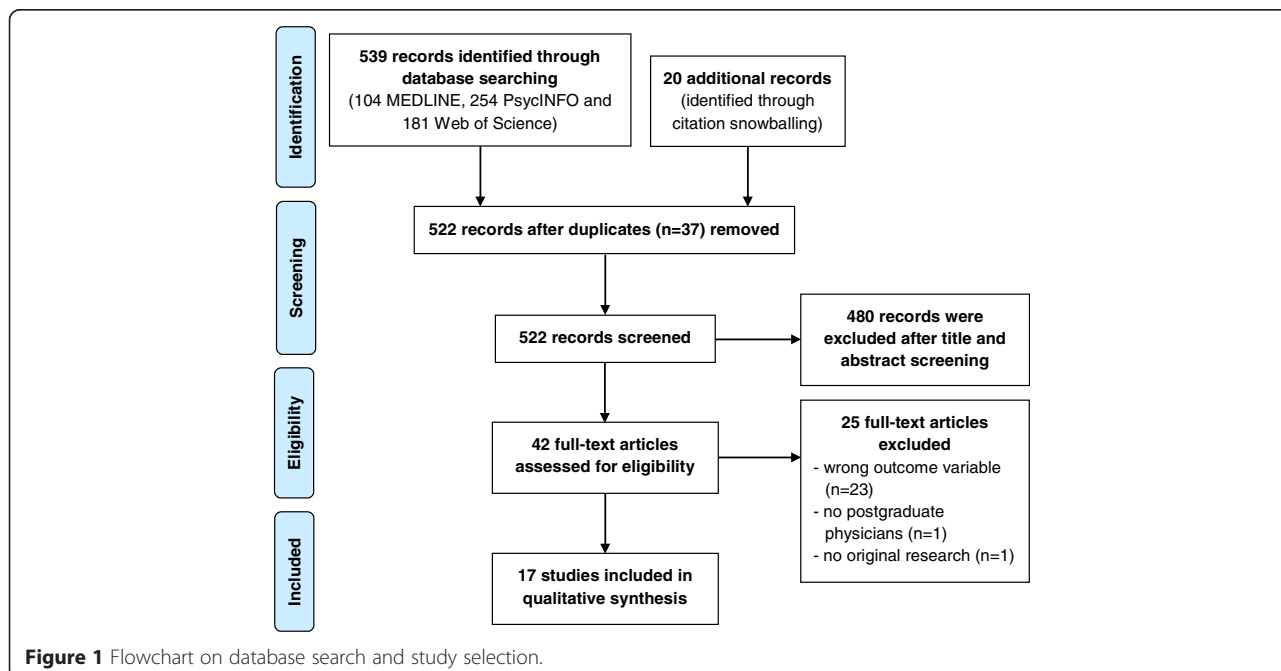 Identification
539 records identified through
database searching
(104 MEDLINE, 254 PsycINFO and
181 Web of Science)
20 additional records
(identified through
citation snowballing)
Screening
522 records after duplicates (n=37) removed
522 records screened
480 records were
excluded after title and
abstract screening
Eligibility
42 full-text articles
assessed for eligibility
25 full-text articles
excluded
- wrong outcome variable
(n=23)
- no postgraduate
physicians (n=1)
- no original research (n=1)
Included
17 studies included in
qualitative synthesis
Figure 1 Flowchart on database search and study selection.